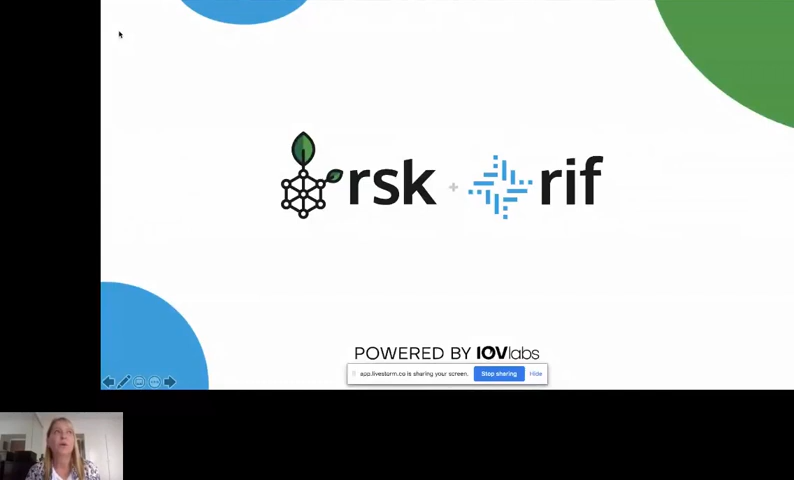 rsk + rif
POWERED BY IOVlabs
app.livestorm.co is sharing your screen. Stop sharing Hide